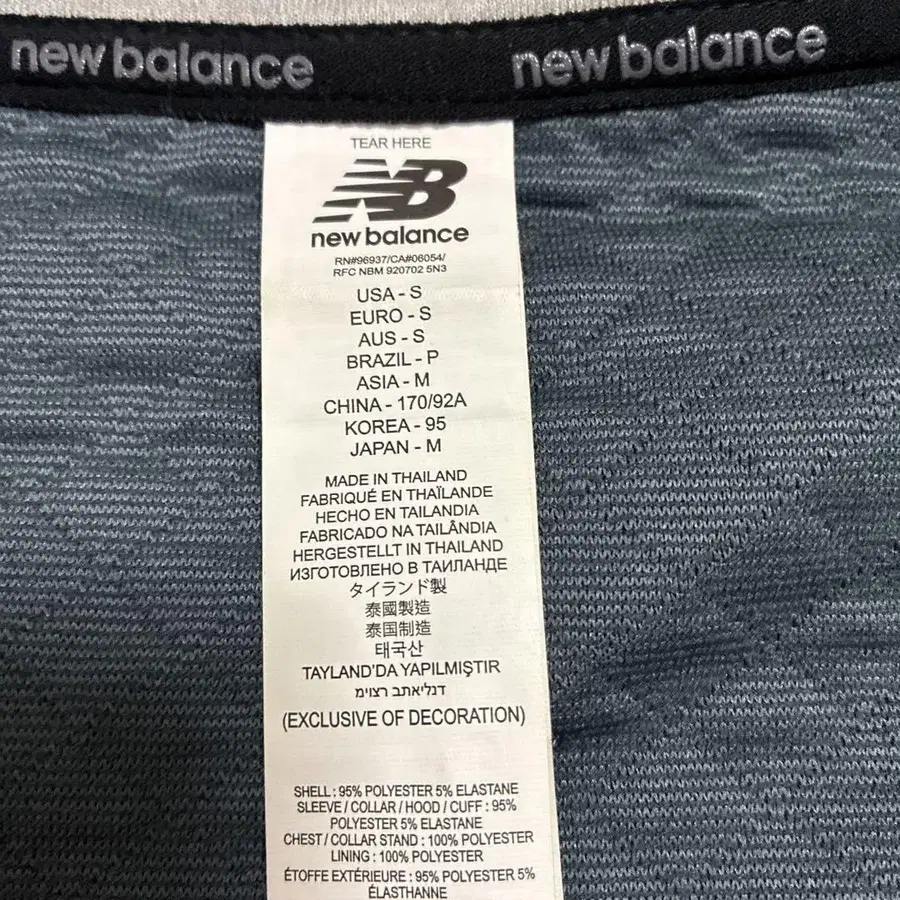 new balance new balance
TEAR HERE
NB
new balance
RN#96937/CA#06054/
RFC NBM 920702 5N3
USA - S
EURO - S
AUS - S
BRAZIL - P
ASIA - M
CHINA - 170/92A
KOREA - 95
JAPAN - M
MADE IN THAILAND
FABRIQUÉ EN THAÏLANDE
HECHO EN TAILANDIA
FABRICADO NA TAILÂNDIA
HERGESTELLT IN THAILAND
ИЗГОТОВЛЕНО В ТАИЛАНДЕ
タイランド製
泰國製造
泰国制造
태국산
TAYLAND'DA YAPILMIŞTIR
(EXCLUSIVE OF DECORATION)
SHELL : 95% POLYESTER 5% ELASTANE
SLEEVE / COLLAR / HOOD / CUFF : 95%
POLYESTER 5% ELASTANE
CHEST / COLLAR STAND : 100% POLYESTER
LINING : 100% POLYESTER
ÉTOFFE EXTÉRIEURE : 95% POLYESTER 5%
ÉLASTHANNE